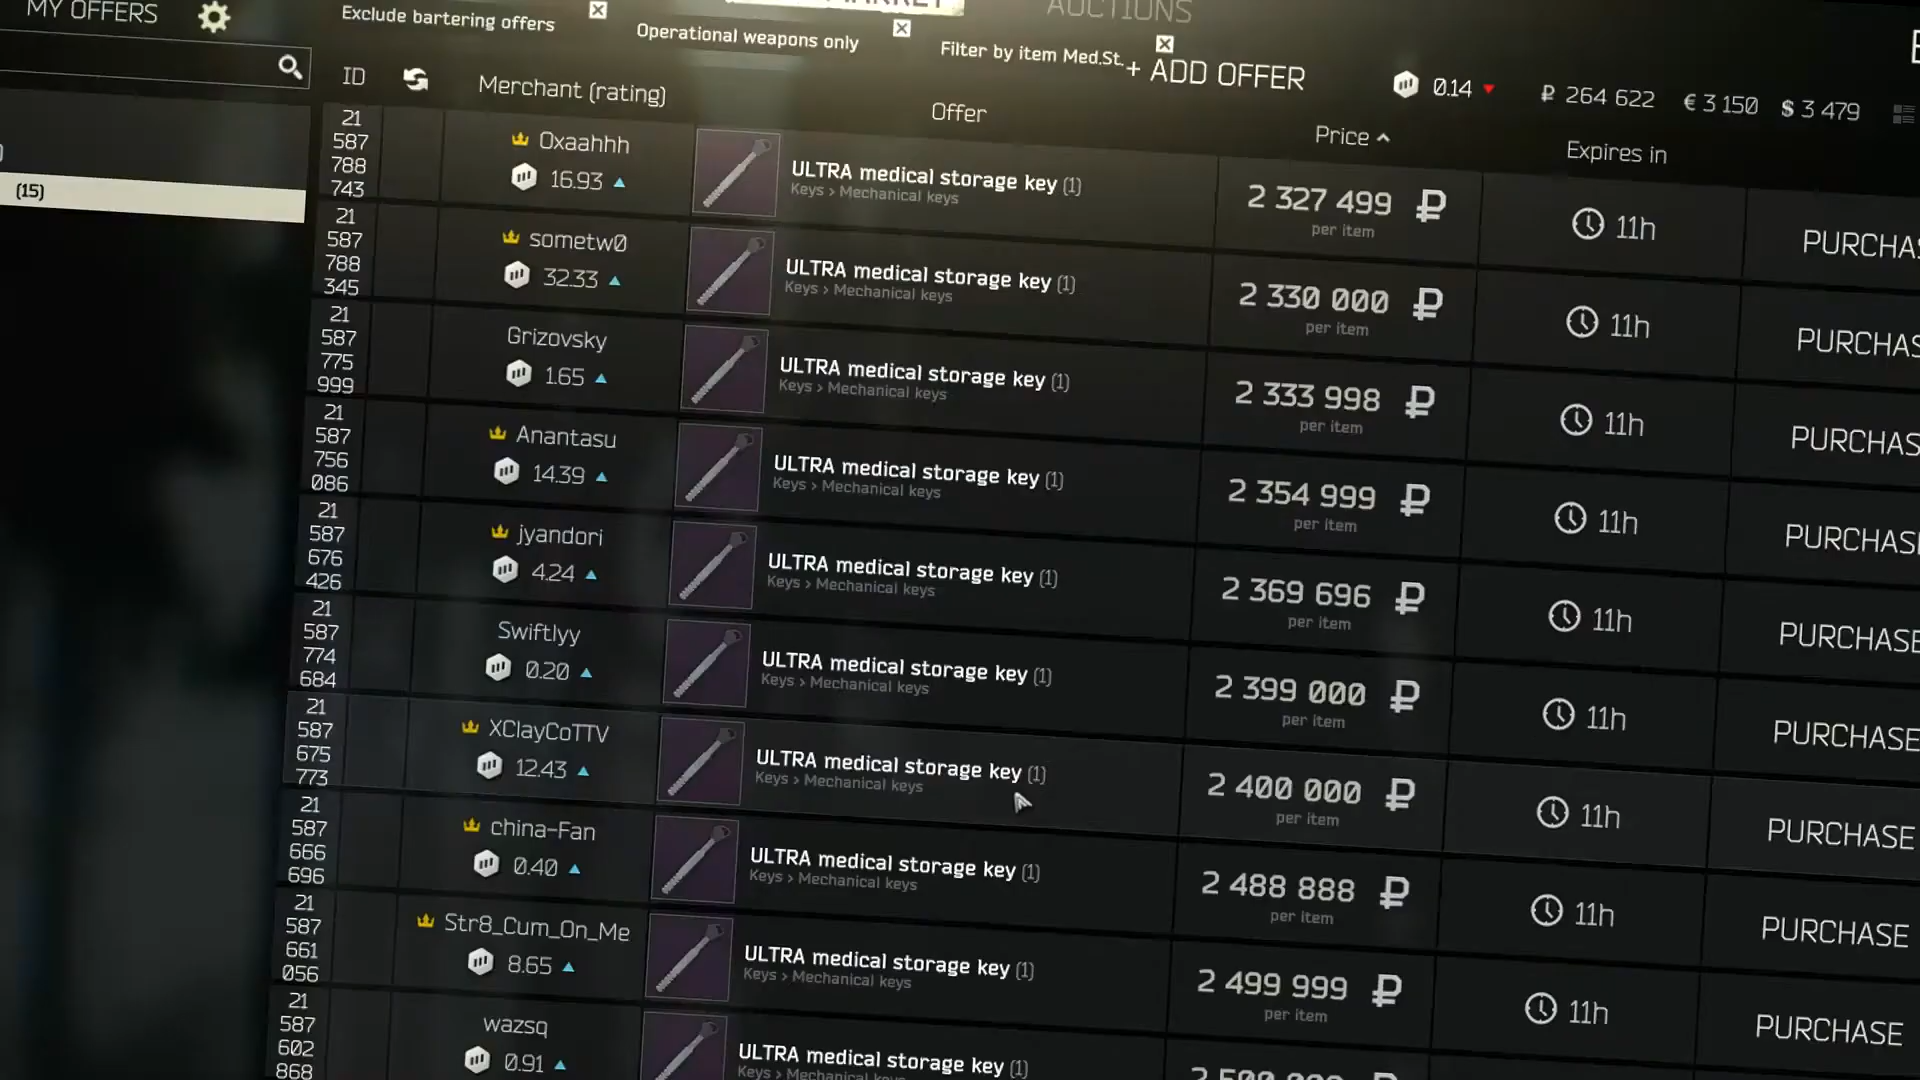 MY OFFERS
Exclude bartering offers
Operational weapons only
Filter by item Med.St.
AUCTIONS
+ ADD OFFER
0.14
₽ 264 622 € 3 150 $ 3 479
(15)
ID Merchant (rating) Offer Price Expires in
21 587 788 743
Oxaahhh
16.93
ULTRA medical storage key (1)
Keys > Mechanical keys
2 327 499 ₽
per item
11h
21 587 788 345
sometw0
32.33
ULTRA medical storage key (1)
Keys > Mechanical keys
2 330 000 ₽
per item
11h
21 587 775 999
Grizovsky
1.65
ULTRA medical storage key (1)
Keys > Mechanical keys
2 333 998 ₽
per item
11h
21 587 756 086
Anantasu
14.39
ULTRA medical storage key (1)
Keys > Mechanical keys
2 354 999 ₽
per item
11h
21 587 676 426
jyandori
4.24
ULTRA medical storage key (1)
Keys > Mechanical keys
2 369 696 ₽
per item
11h
PURCHASE
21 587 774 684
Swiftlyy
0.20
ULTRA medical storage key (1)
Keys > Mechanical keys
2 399 000 ₽
per item
11h
PURCHASE
21 587 675 773
XClayCoTTV
12.43
ULTRA medical storage key (1)
Keys > Mechanical keys
2 400 000 ₽
per item
11h
PURCHASE
21 587 666 696
china-Fan
0.40
ULTRA medical storage key (1)
Keys > Mechanical keys
2 488 888 ₽
per item
11h
PURCHASE
21 587 661 056
Str8_Cum_On_Me
8.65
ULTRA medical storage key (1)
Keys > Mechanical keys
2 499 999 ₽
per item
11h
PURCHASE
21 587 602 868
wazsq
0.91
ULTRA medical storage key (1)
Keys > Mechanical keys